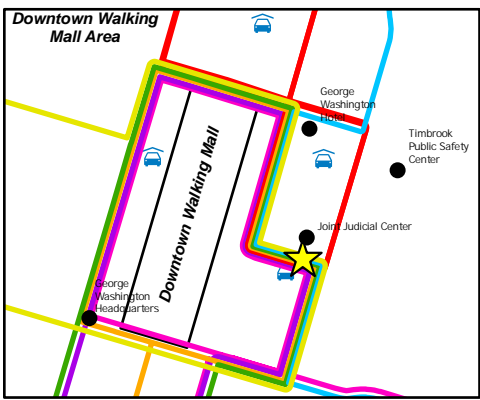 Downtown Walking
Mall Area
George
Washington
Hotel
Timbrook
Public Safety
Center
Downtown Walking Mall
Joint Judicial Center
George
Washington
Headquarters